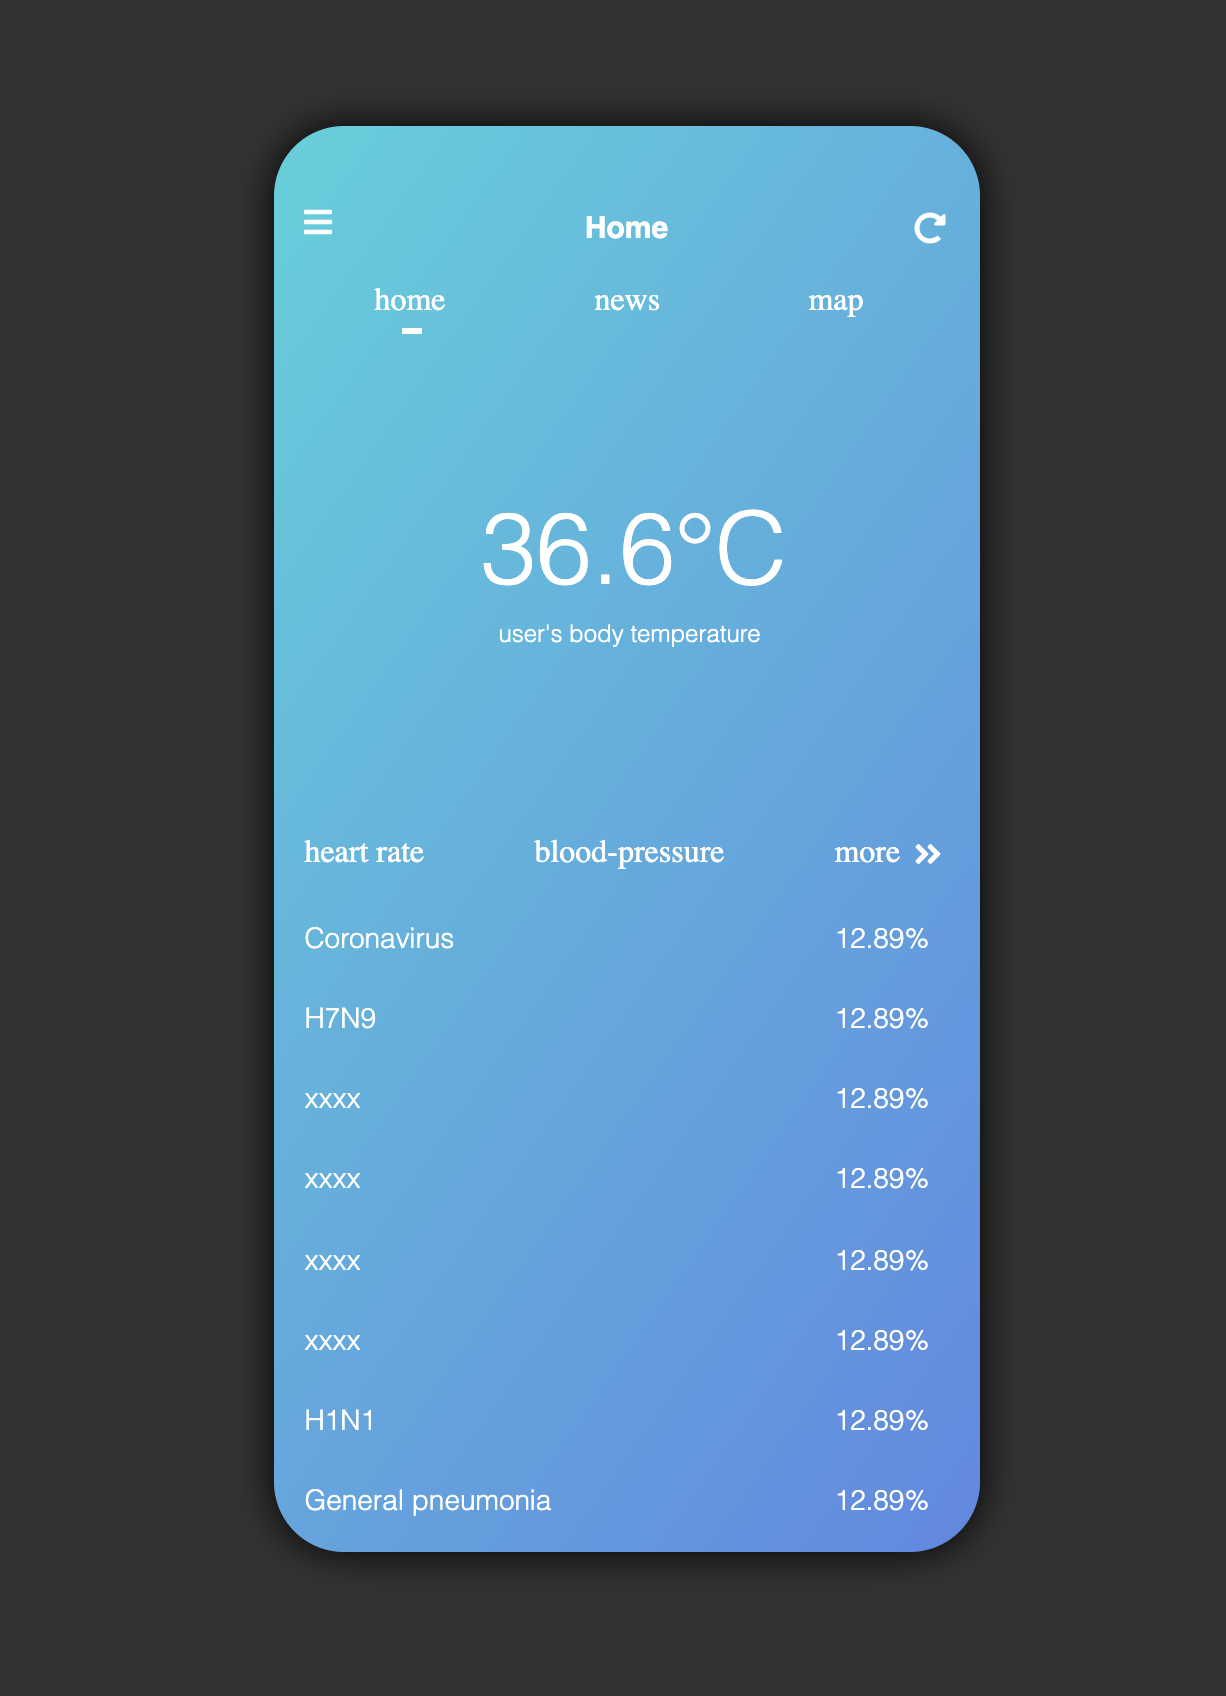 Home
home news map
36.6°C
user's body temperature
heart rate blood-pressure more
Coronavirus 12.89%
H7N9 12.89%
xxxx 12.89%
xxxx 12.89%
xxxx 12.89%
xxxx 12.89%
H1N1 12.89%
General pneumonia 12.89%